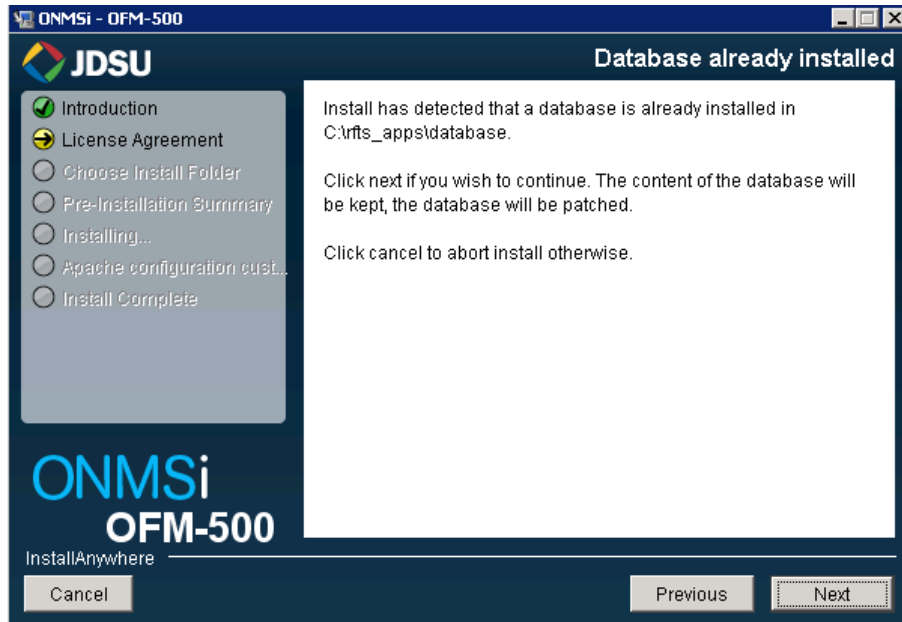 ONMSi - OFM-500
JDSU
Database already installed
Introduction
License Agreement
Choose Install Folder
Pre-Installation Summary
Installing...
Apache configuration cust...
Install Complete
Install has detected that a database is already installed in
C:\rfts_apps\database.
Click next if you wish to continue. The content of the database will
be kept, the database will be patched.
Click cancel to abort install otherwise.
ONMSi
OFM-500
InstallAnywhere
Cancel
Previous
Next